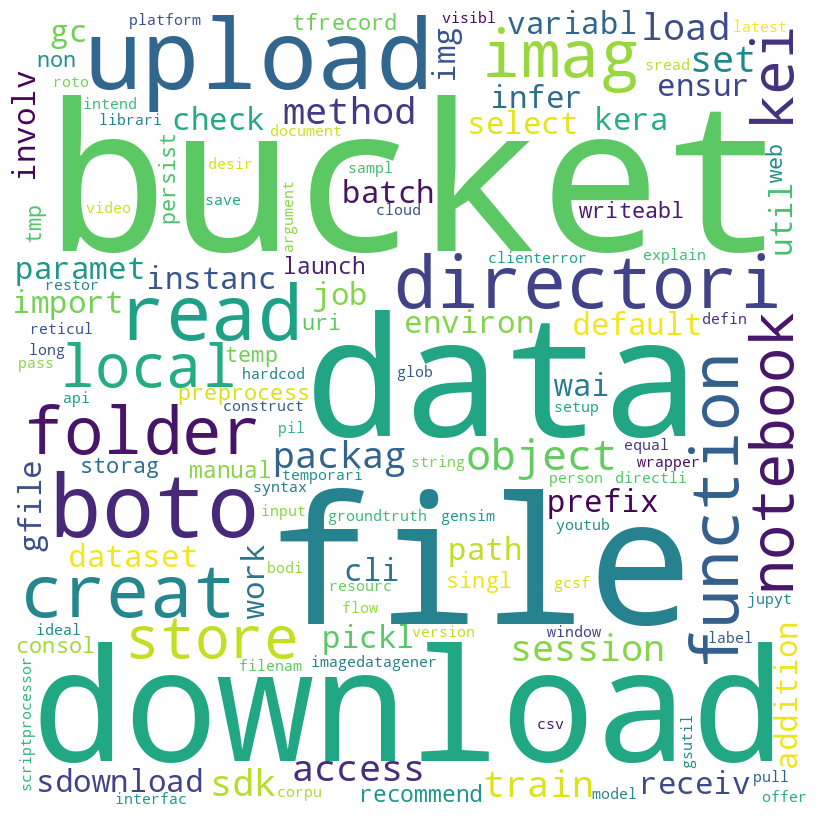 platform
tfrecord
visibl
latest
gc
upload
img
variabl
load
non
imag
set
kei
roto
sread
intend
infer
ensur
librari
check
method
select
kera
involv
document
bucket
persist
desir
sampl
batch
web
video
save
argument
cloud
writeabl
util
tmp
paramet
instanc
launch
clienterror
explain
restor
directori
import
read
job
uri
environ
default
defin
reticul
long
local
temp
glob
data
notebook
pass
hardcod
preprocess
wai
api
construct
setup
folder
pil
function
packag
object
equal
storag
manual
string
wrapper
temporari
person
directli
gfile
boto
syntax
prefix
input
groundtruth
gensim
youtub
file
dataset
work
path
creat
bodi
cli
singl
gcsf
resourc
jupyt
flow
ideal
store
pickl
version
window
label
consol
session
filenam
imagedatagener
addition
scriptprocessor
download
csv
gsutil
access
sdownload
sdk
train
receiv
pull
interfac
corpu
recommend
model
offer